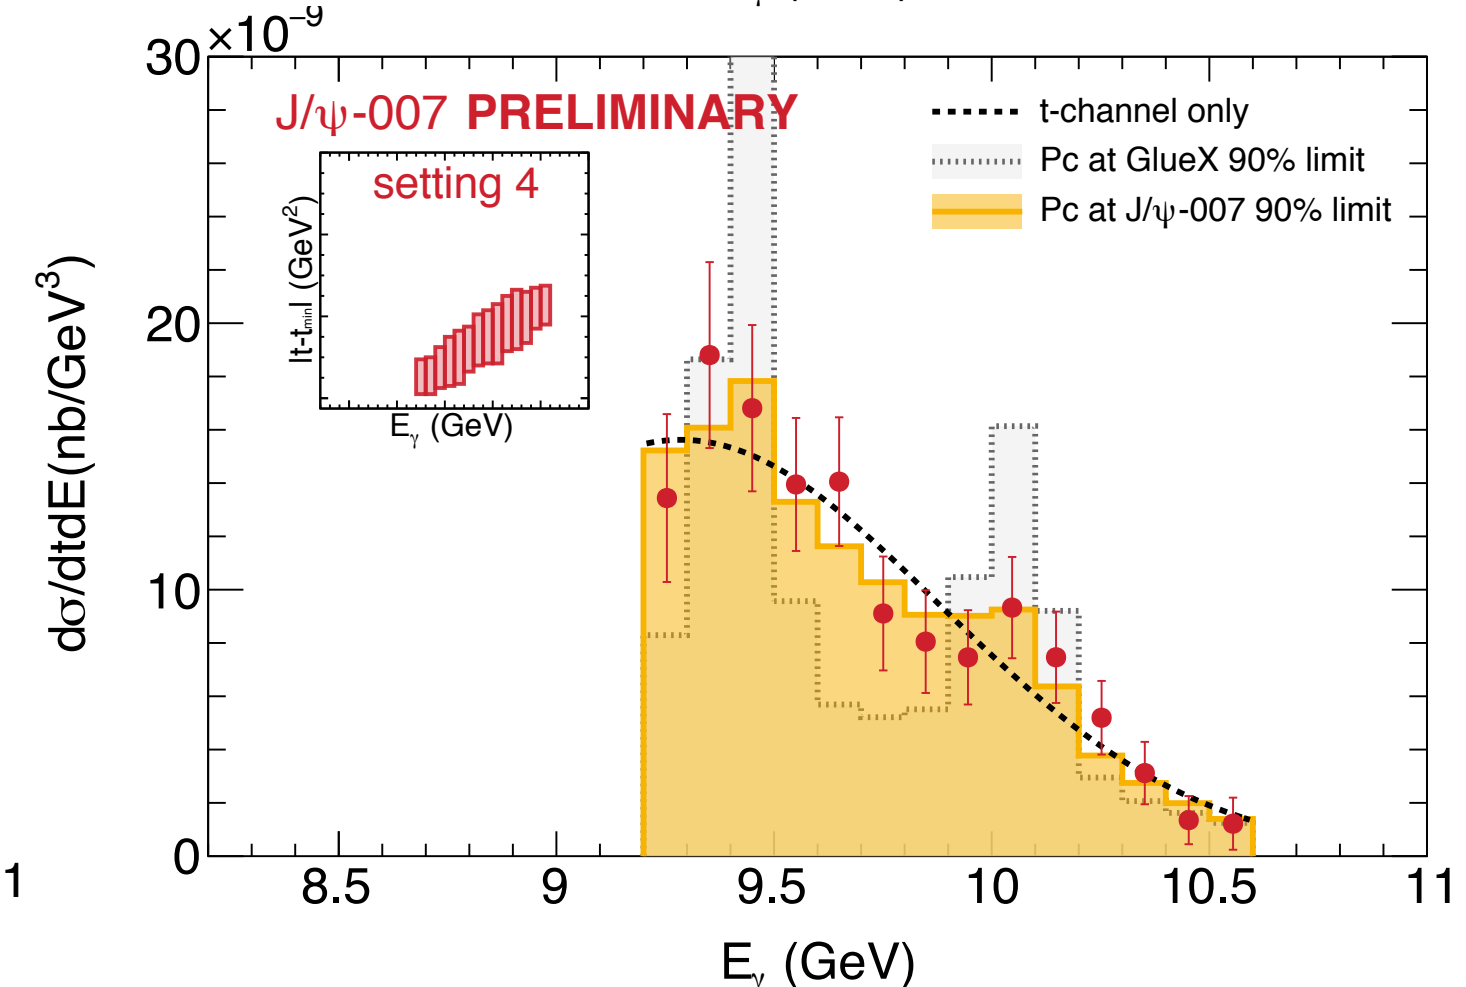 ×10⁻⁹
30
20
10
0
dσ/dtdE(nb/GeV³)
J/ψ-007 PRELIMINARY
setting 4
|t-tₘᵢₙ| (GeV²)
Eᵧ (GeV)
t-channel only
Pc at GlueX 90% limit
Pc at J/ψ-007 90% limit
1
8.5
9
9.5
10
10.5
11
Eᵧ (GeV)